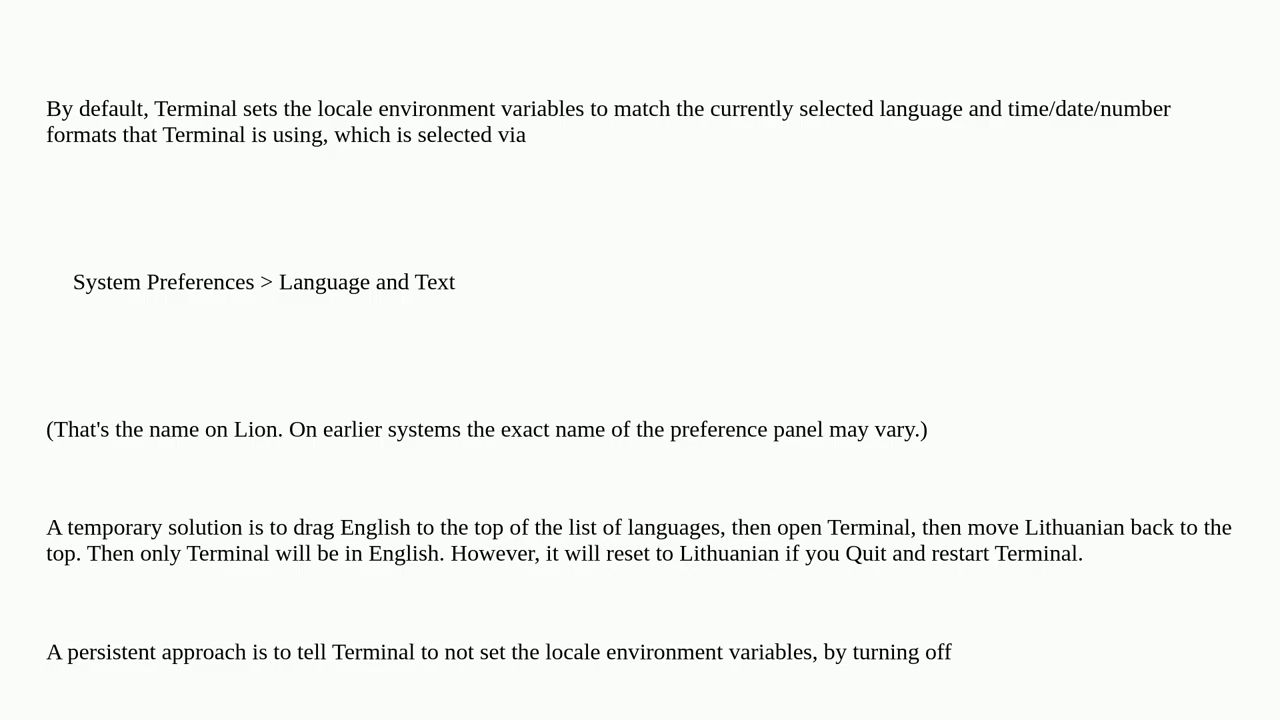 By default, Terminal sets the locale environment variables to match the currently selected language and time/date/number
formats that Terminal is using, which is selected via
System Preferences > Language and Text
(That's the name on Lion. On earlier systems the exact name of the preference panel may vary.)
A temporary solution is to drag English to the top of the list of languages, then open Terminal, then move Lithuanian back to the
top. Then only Terminal will be in English. However, it will reset to Lithuanian if you Quit and restart Terminal.
A persistent approach is to tell Terminal to not set the locale environment variables, by turning off